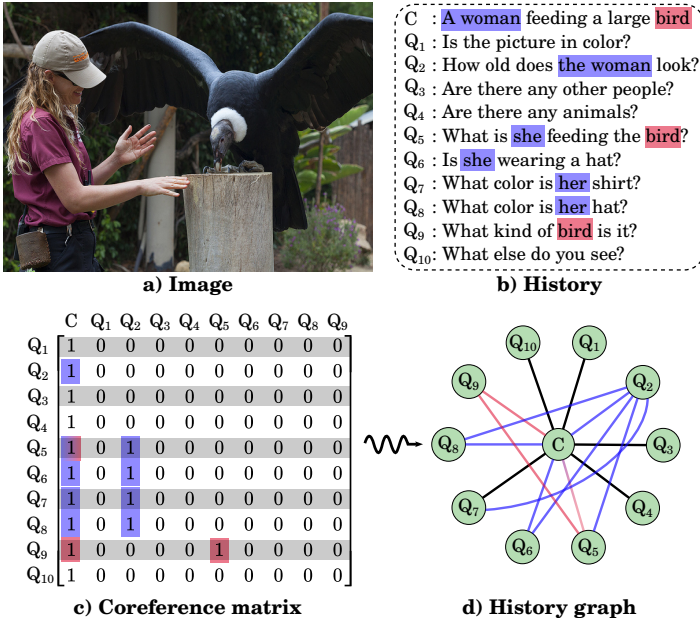 C : A woman feeding a large bird
Q1 : Is the picture in color?
Q2 : How old does the woman look?
Q3 : Are there any other people?
Q4 : Are there any animals?
Q5 : What is she feeding the bird?
Q6 : Is she wearing a hat?
Q7 : What color is her shirt?
Q8 : What color is her hat?
Q9 : What kind of bird is it?
Q10: What else do you see?
a) Image
b) History
C Q1 Q2 Q3 Q4 Q5 Q6 Q7 Q8 Q9
Q1 1 0 0 0 0 0 0 0 0 0
Q2 1 0 0 0 0 0 0 0 0 0
Q3 1 0 0 0 0 0 0 0 0 0
Q4 1 0 0 0 0 0 0 0 0 0
Q5 1 0 1 0 0 0 0 0 0 0
Q6 1 0 1 0 0 0 0 0 0 0
Q7 1 0 1 0 0 0 0 0 0 0
Q8 1 0 1 0 0 0 0 0 0 0
Q9 1 0 0 0 0 1 0 0 0 0
Q10 1 0 0 0 0 0 0 0 0 0
c) Coreference matrix
Q10
Q1
Q9
Q2
Q8
C
Q3
Q7
Q4
Q6
Q5
d) History graph